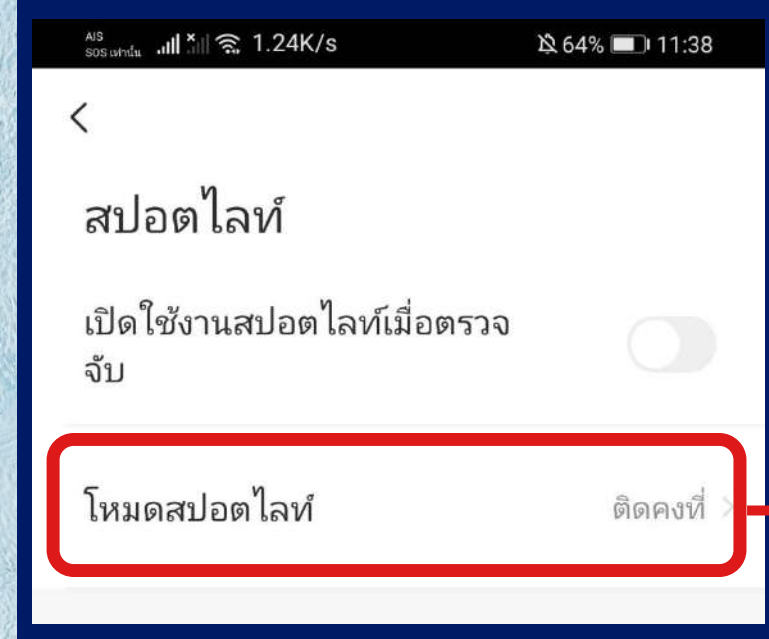 AIS
SOS เท่านั้น 1.24K/s 64% 11:38
สปอตไลท์
เปิดใช้งานสปอตไลท์เมื่อตรวจ
จับ
โหมดสปอตไลท์ ติดคงที่